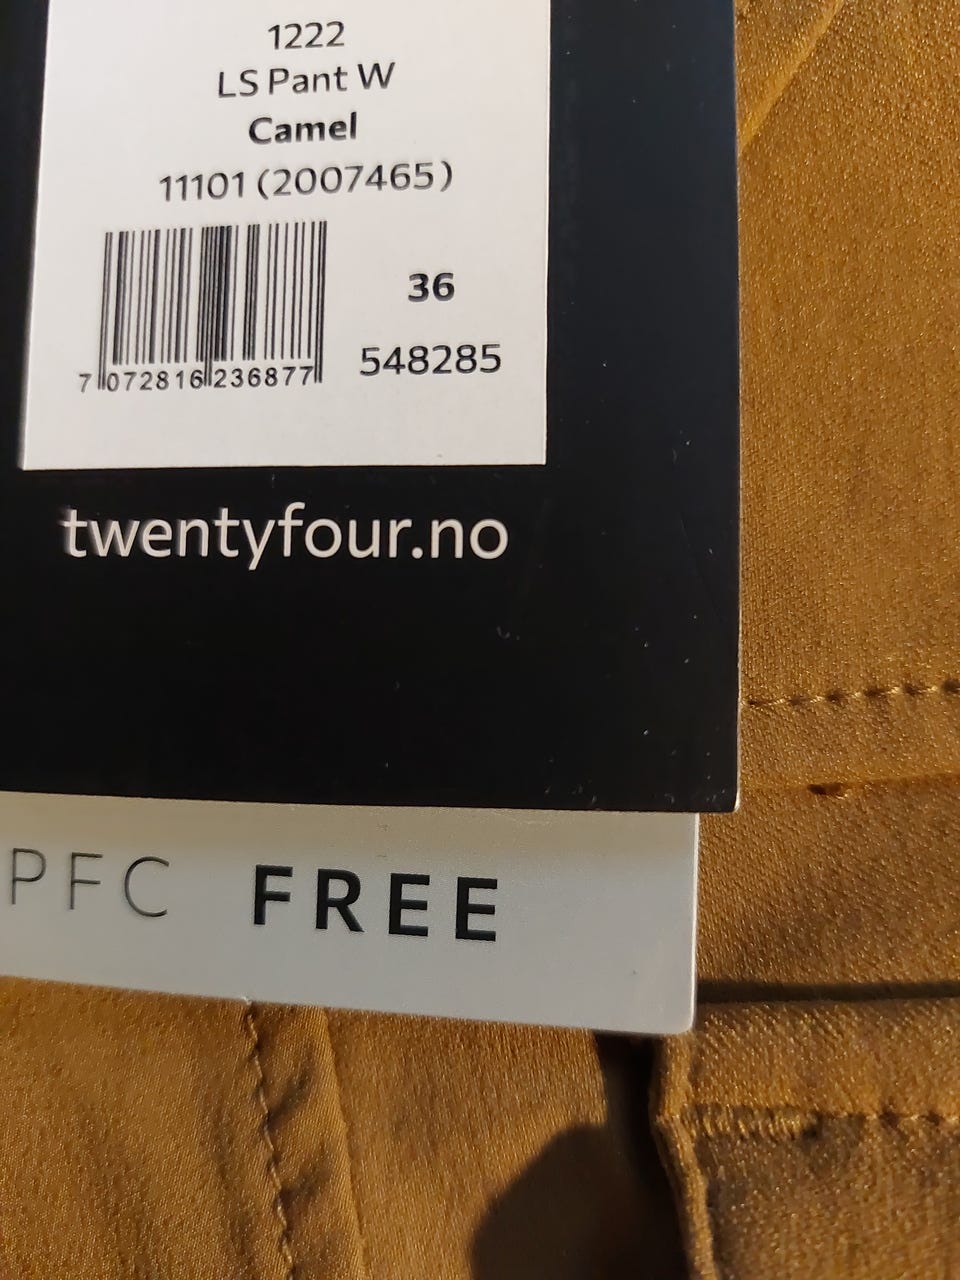 1222
LS Pant W
Camel
11101 (2007465)
36
548285
7 072816 236877
twentyfour.no
PFC FREE